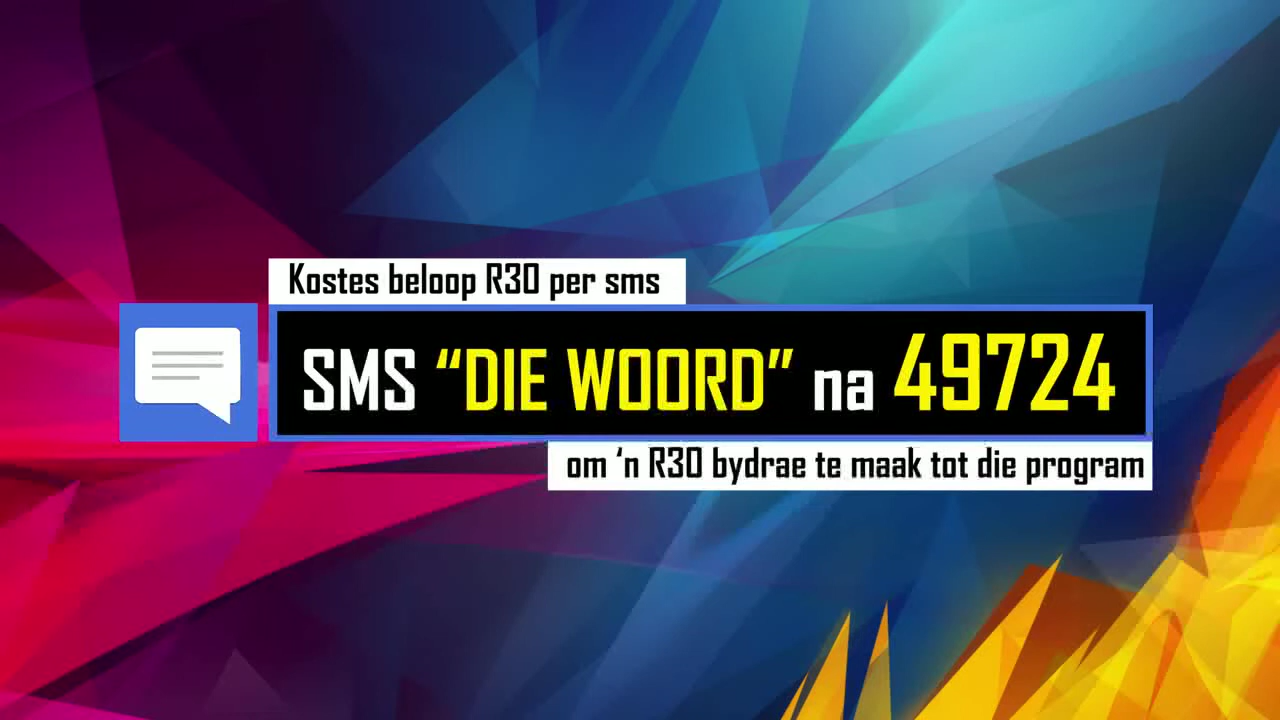 Kostes beloop R30 per sms
SMS “DIE WOORD” na 49724
om ‘n R30 bydrae te maak tot die program